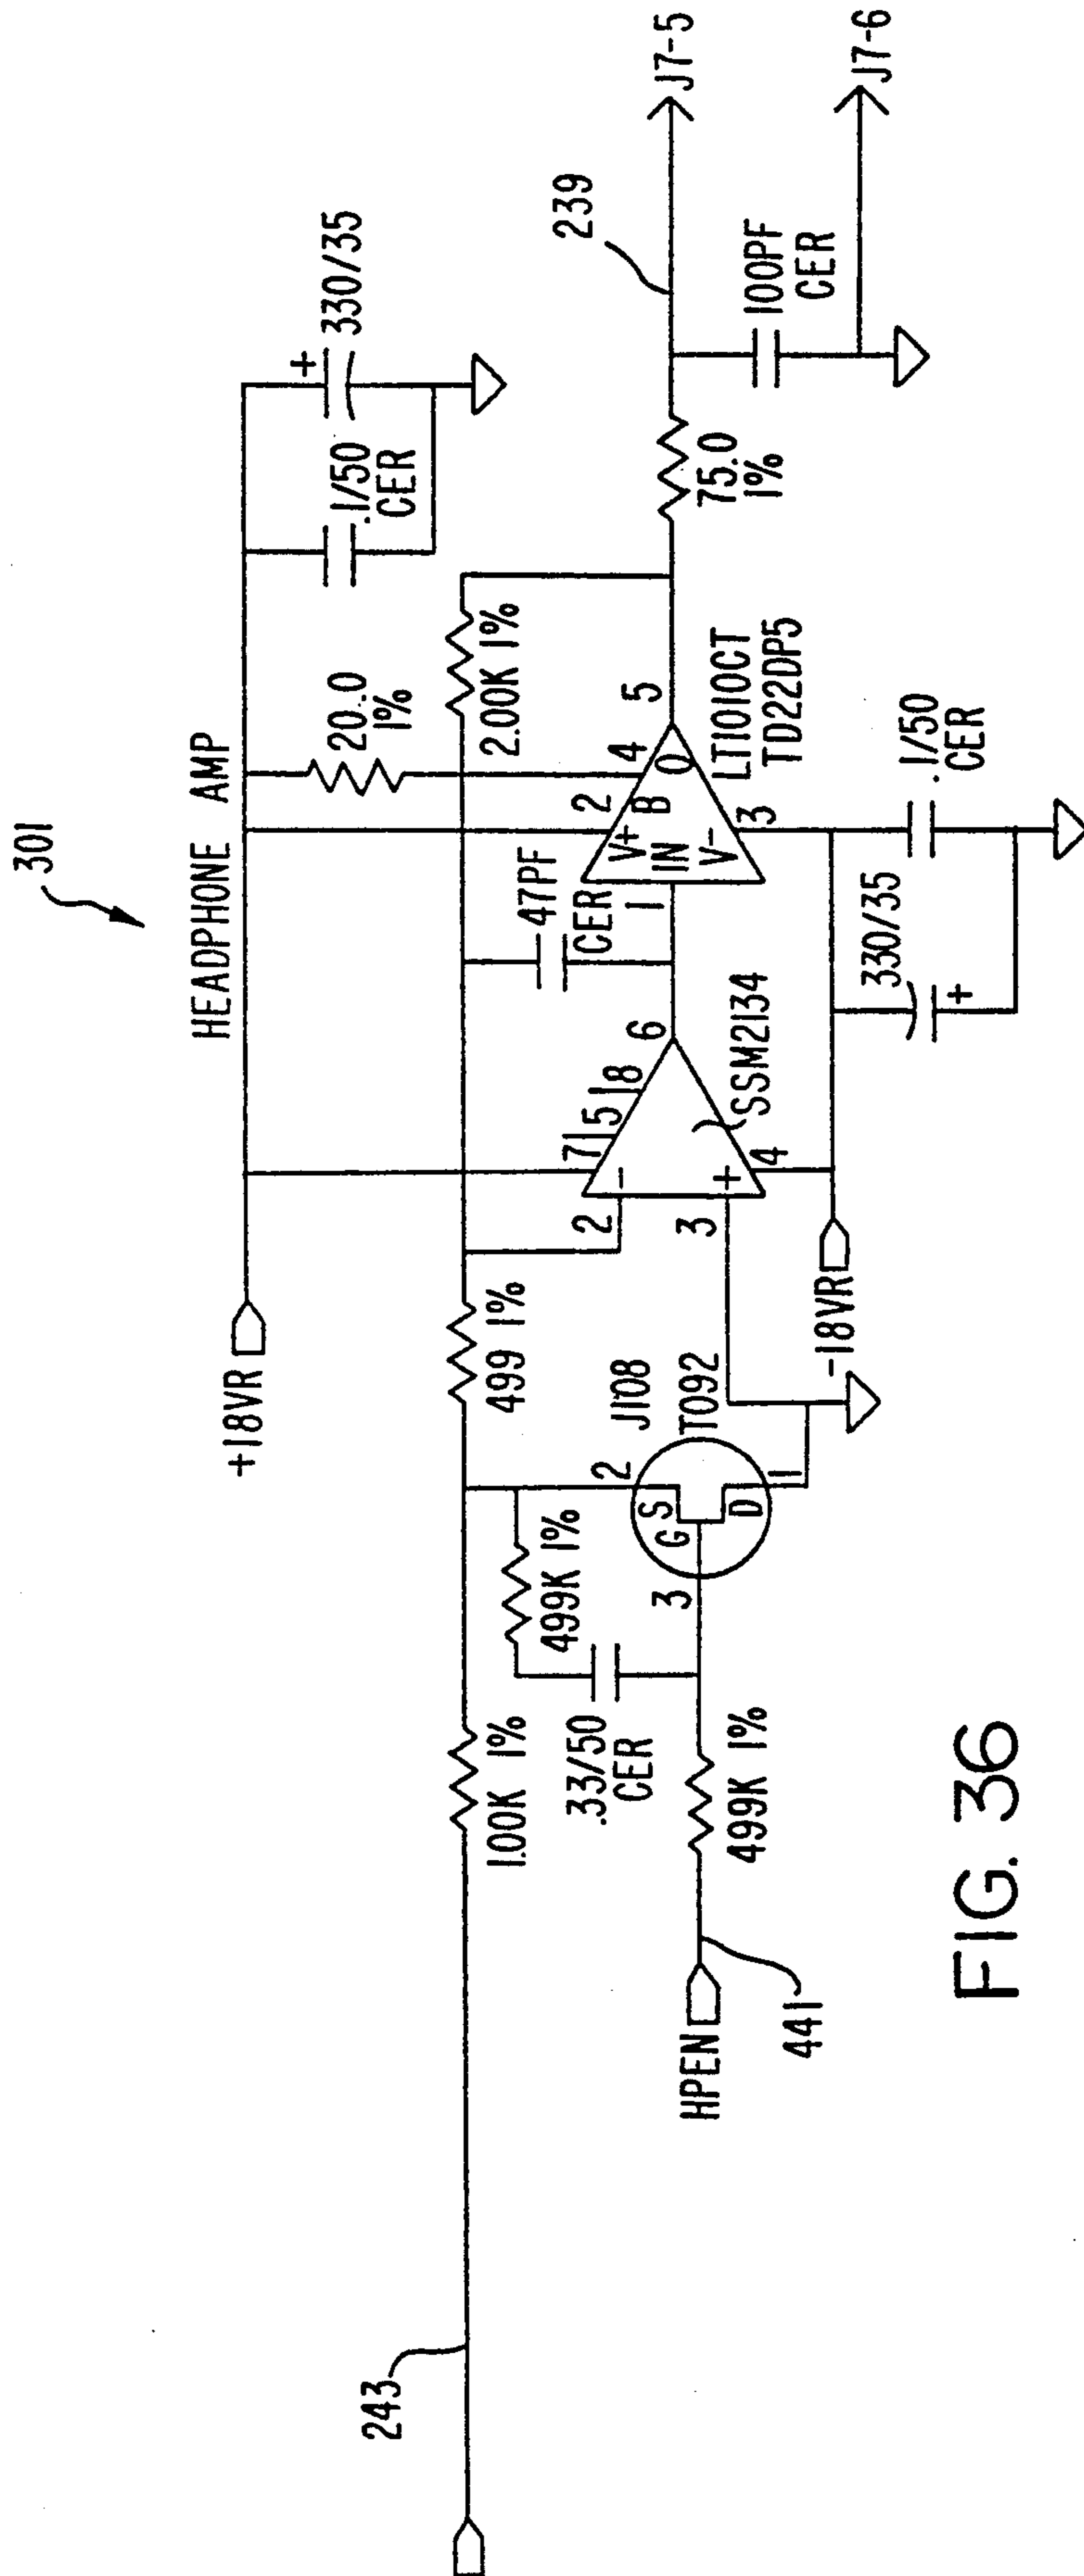 301
HEADPHONE AMP
+18VR
330/35
+
.1/50
CER
20.0
1%
2.00K 1%
499 1%
1.00K 1%
243
47PF
CER
2
4
V+
B
O
IN
V-
1
3
5
LT1010CT
TD22DP5
7
5
8
-
+
2
3
4
6
SSM2134
75.0
1%
239
J7-5
100PF
CER
J7-6
.1/50
CER
330/35
+
-18VR
J108
TO92
2
S
G
D
1
3
499K 1%
.33/50
CER
499K 1%
HPEN
441
FIG. 36